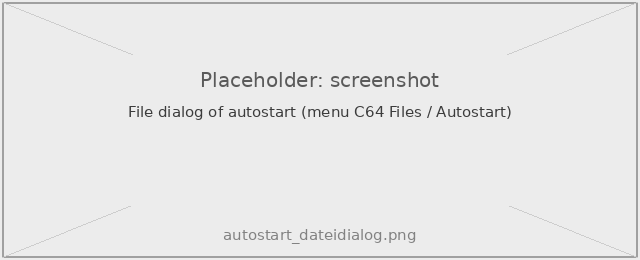 Placeholder: screenshot
File dialog of autostart (menu C64 Files / Autostart)
autostart_dateidialog.png